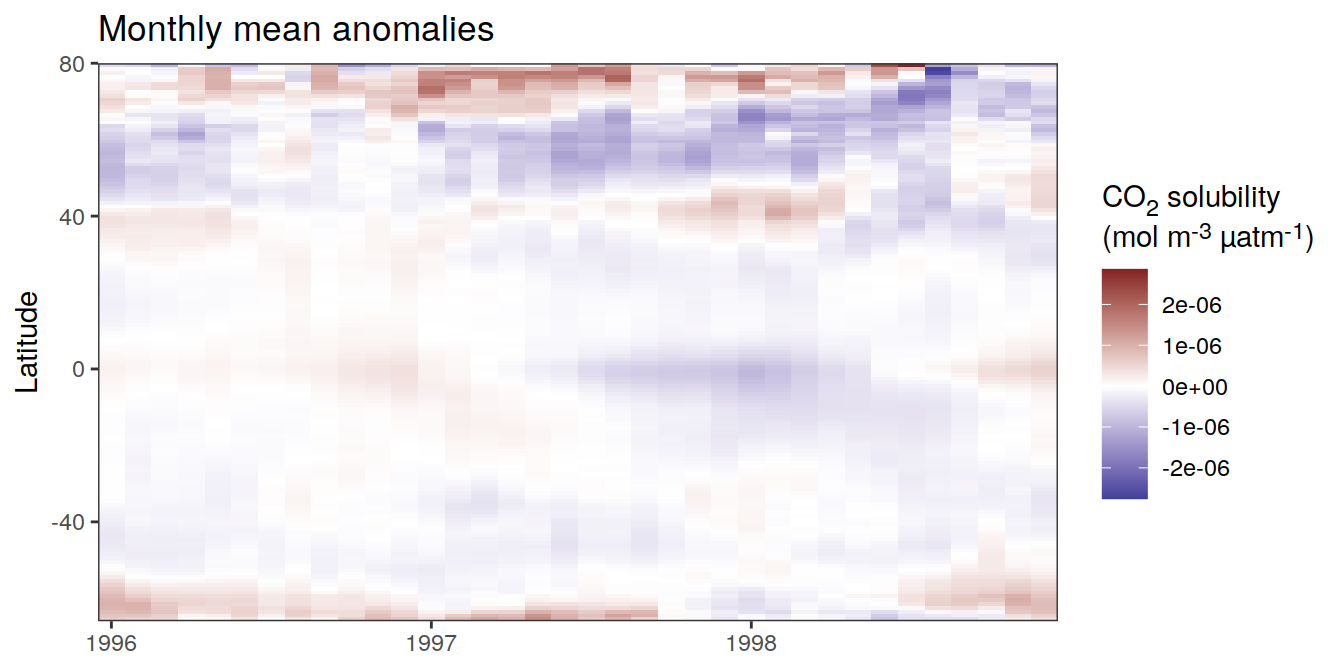 Monthly mean anomalies
80
40
0
-40
Latitude
1996 1997 1998
CO2 solubility
(mol m-3 µatm-1)
2e-06
1e-06
0e+00
-1e-06
-2e-06